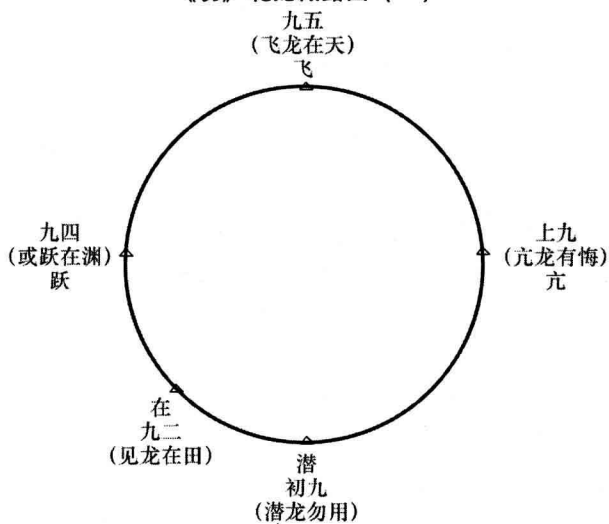 九五
(飞龙在天)
飞
九四
(或跃在渊)
跃
上九
(亢龙有悔)
亢
在
九二
(见龙在田)
潜
初九
(潜龙勿用)